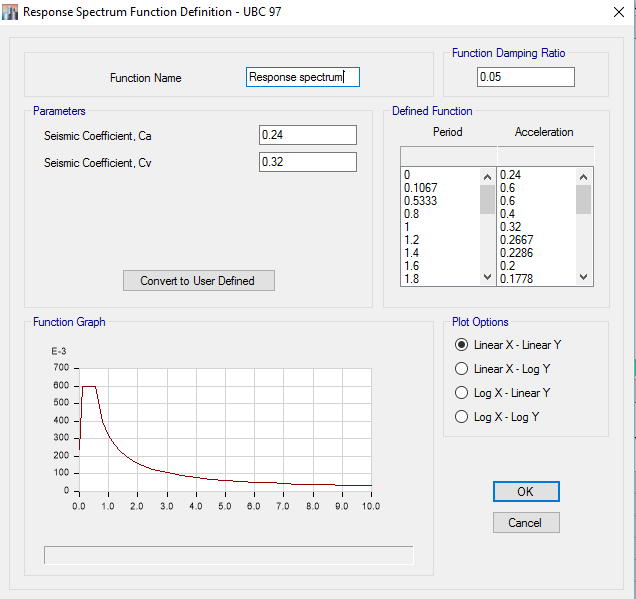 Response Spectrum Function Definition - UBC 97
Function Name
Response spectrum
Function Damping Ratio
0.05
Parameters
Seismic Coefficient, Ca
0.24
Seismic Coefficient, Cv
0.32
Convert to User Defined
Defined Function
Period Acceleration
0 0.24
0.1067 0.6
0.5333 0.6
0.8 0.4
1 0.32
1.2 0.2667
1.4 0.2286
1.6 0.2
1.8 0.1778
Function Graph
E-3
700
600
500
400
300
200
100
0
0.0 1.0 2.0 3.0 4.0 5.0 6.0 7.0 8.0 9.0 10.0
Plot Options
Linear X - Linear Y
Linear X - Log Y
Log X - Linear Y
Log X - Log Y
OK
Cancel